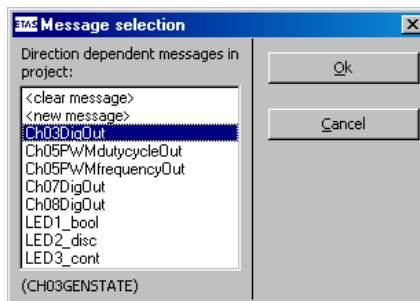 ETAS Message selection
Direction dependent messages in
project:
<clear message>
<new message>
Ch03DigOut
Ch05PWMdutycycleOut
Ch05PWMfrequencyOut
Ch07DigOut
Ch08DigOut
LED1_bool
LED2_disc
LED3_cont
(CH03GENSTATE)
Ok
Cancel